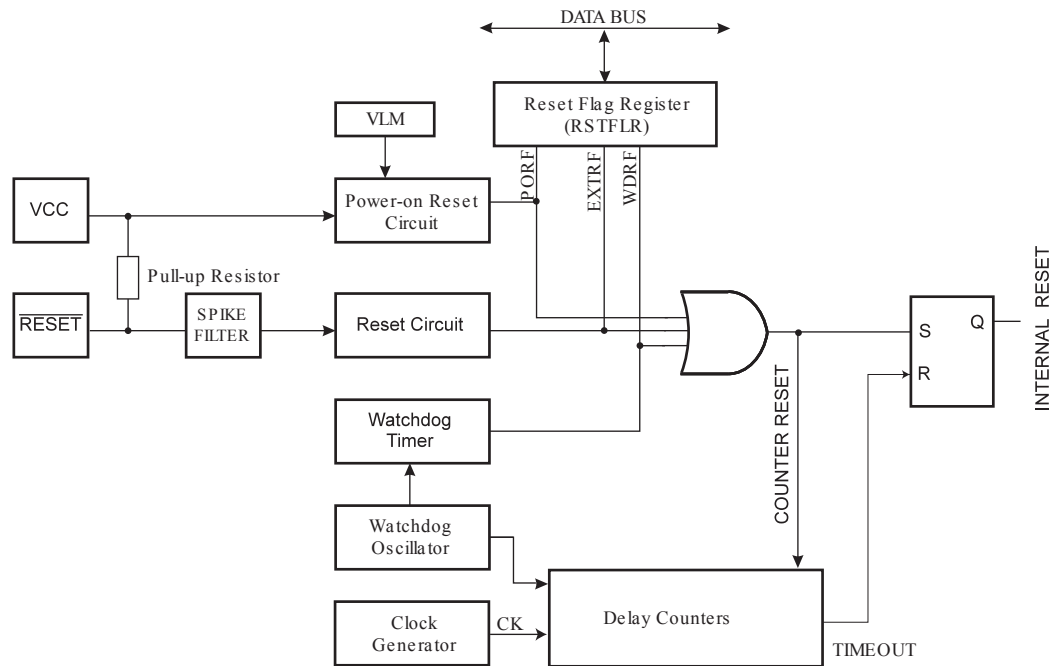 DATA BUS
Reset Flag Register
(RSTFLR)
VLM
PORF
EXTRF
WDRF
VCC
Power-on Reset
Circuit
Pull-up Resistor
RESET
SPIKE
FILTER
Reset Circuit
S
Q
R
INTERNAL RESET
COUNTER RESET
Watchdog
Timer
Watchdog
Oscillator
Clock
Generator
CK
Delay Counters
TIMEOUT